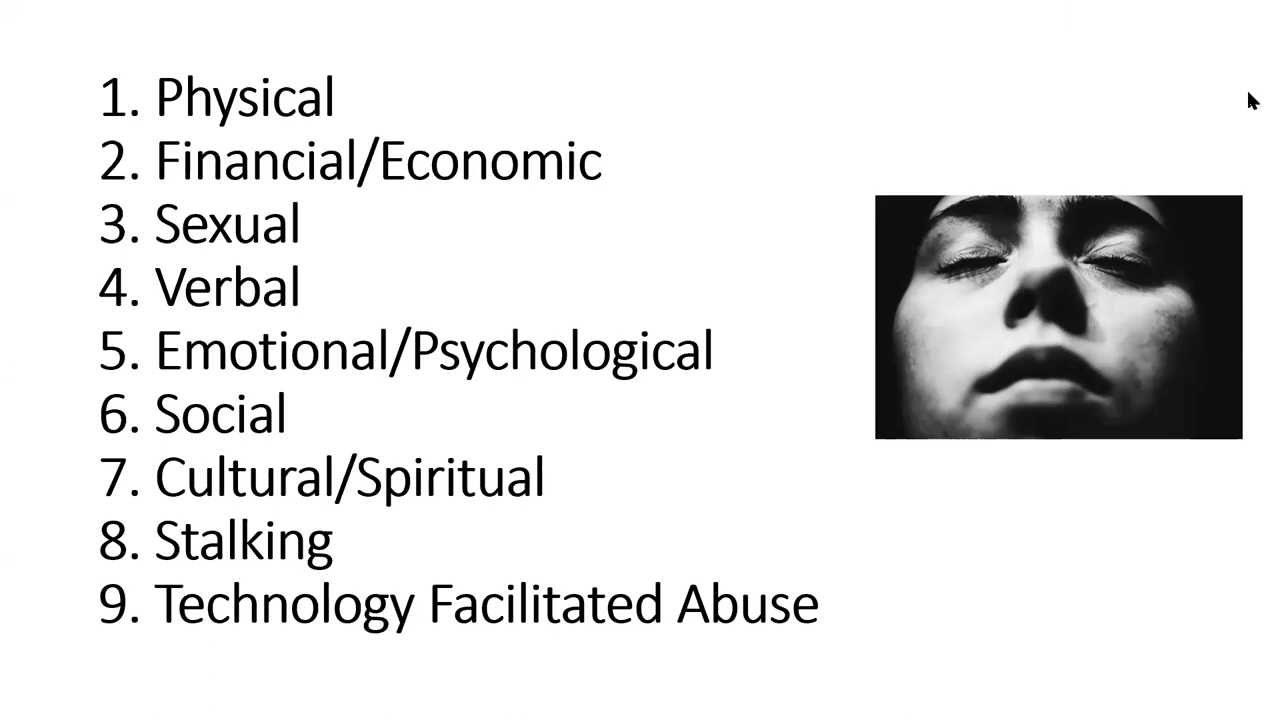 1. Physical
2. Financial/Economic
3. Sexual
4. Verbal
5. Emotional/Psychological
6. Social
7. Cultural/Spiritual
8. Stalking
9. Technology Facilitated Abuse